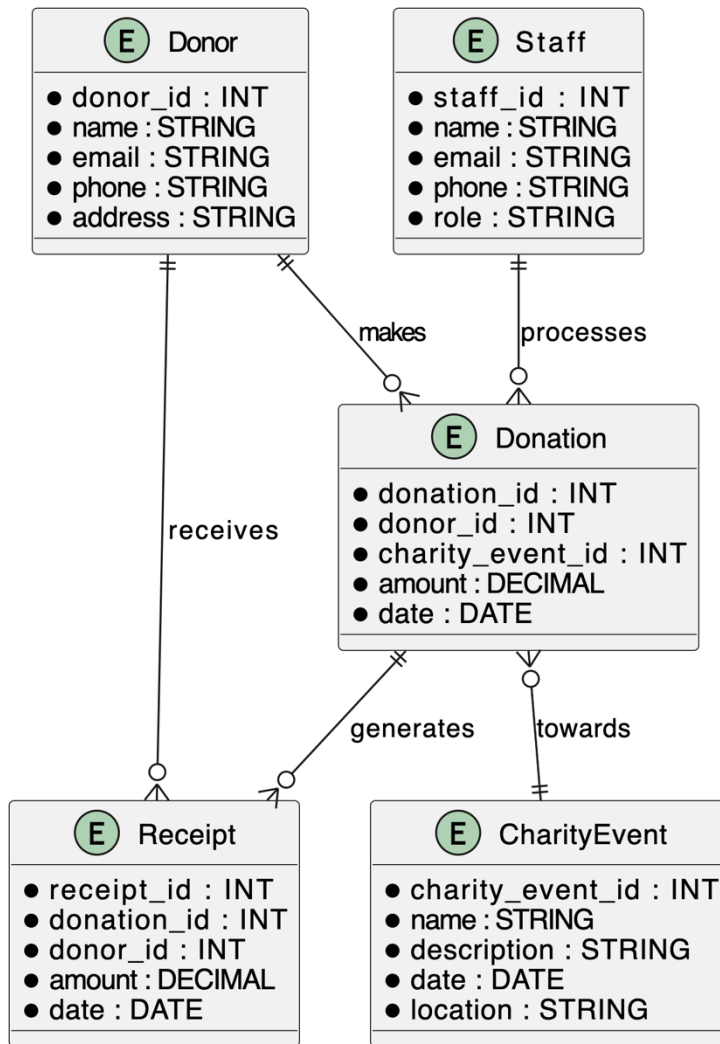 E Donor
donor_id : INT
name : STRING
email : STRING
phone : STRING
address : STRING
E Staff
staff_id : INT
name : STRING
email : STRING
phone : STRING
role : STRING
makes
processes
E Donation
donation_id : INT
donor_id : INT
charity_event_id : INT
amount : DECIMAL
date : DATE
receives
generates
towards
E Receipt
receipt_id : INT
donation_id : INT
donor_id : INT
amount : DECIMAL
date : DATE
E CharityEvent
charity_event_id : INT
name : STRING
description : STRING
date : DATE
location : STRING